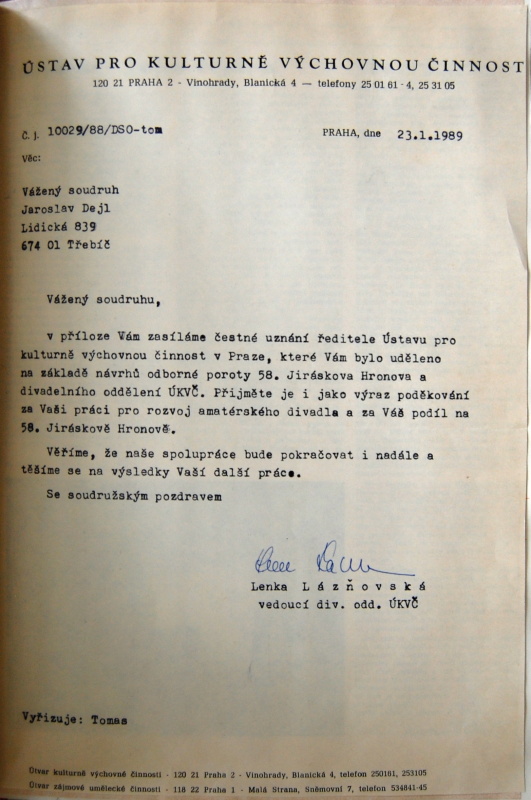 ÚSTAV PRO KULTURNĚ VÝCHOVNOU ČINNOST
120 21 PRAHA 2 - Vinohrady, Blanická 4 — telefony 25 01 61 - 4, 25 31 05
Č. j. 10029/88/DSO-tom
PRAHA, dne 23.1.1989
Věc:
Vážený soudruh
Jaroslav Dejl
Lidická 839
674 01 Třebíč
Vážený soudruhu,
v příloze Vám zasíláme čestné uznání ředitele Ústavu pro
kulturně výchovnou činnost v Praze, které Vám bylo uděleno
na základě návrhů odborné poroty 58. Jiráskova Hronova a
divadelního oddělení ÚKVČ. Přijměte je i jako výraz poděkování
za Vaši práci pro rozvoj amatérského divadla a za Váš podíl na
58. Jiráskově Hronově.
Věříme, že naše spolupráce bude pokračovat i nadále a
těšíme se na výsledky Vaší další práce.
Se soudružským pozdravem
Lenka Lázňovská
vedoucí div. odd. ÚKVČ
Vyřizuje: Tomas
Útvar kulturně výchovné činnosti - 120 21 Praha 2 - Vinohrady, Blanická 4, telefon 250161, 253105
Útvar zájmové umělecké činnosti - 118 22 Praha 1 - Malá Strana, Sněmovní 7, telefon 534841-45